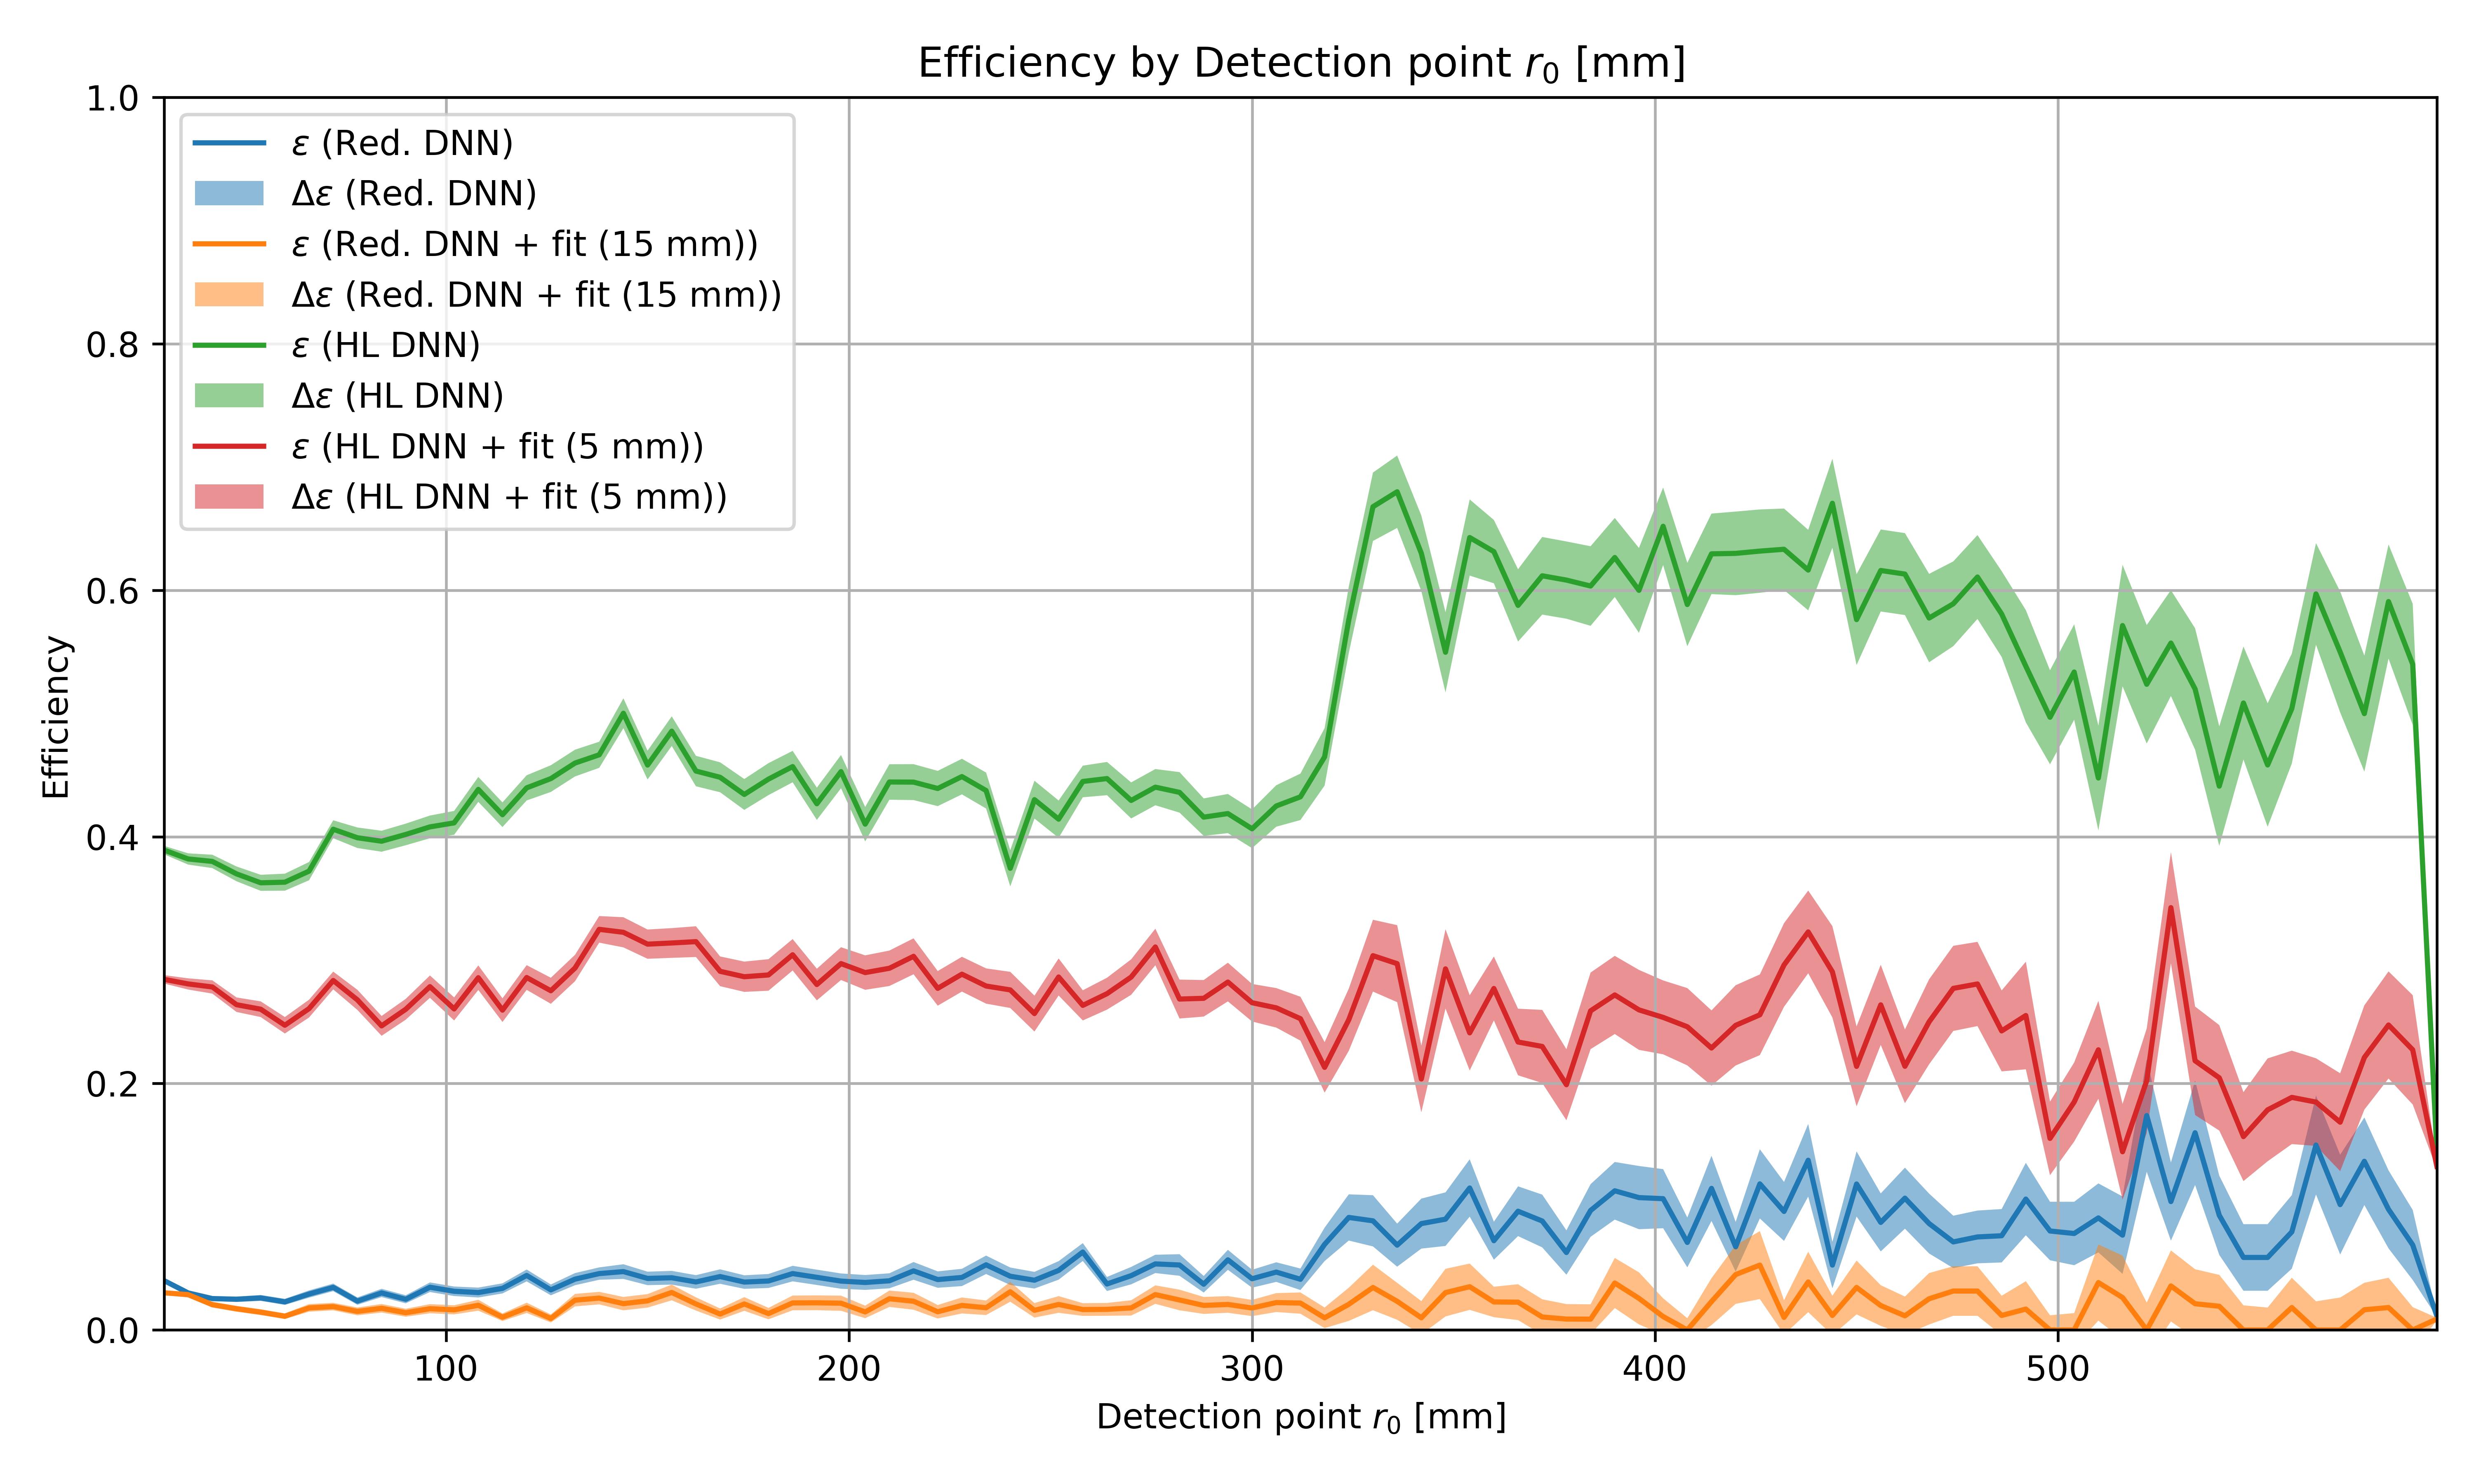 Efficiency by Detection point r₀ [mm]
1.0
0.8
0.6
0.4
0.2
0.0
Efficiency
ε (Red. DNN)
Δε (Red. DNN)
ε (Red. DNN + fit (15 mm))
Δε (Red. DNN + fit (15 mm))
ε (HL DNN)
Δε (HL DNN)
ε (HL DNN + fit (5 mm))
Δε (HL DNN + fit (5 mm))
100 200 300 400 500
Detection point r₀ [mm]